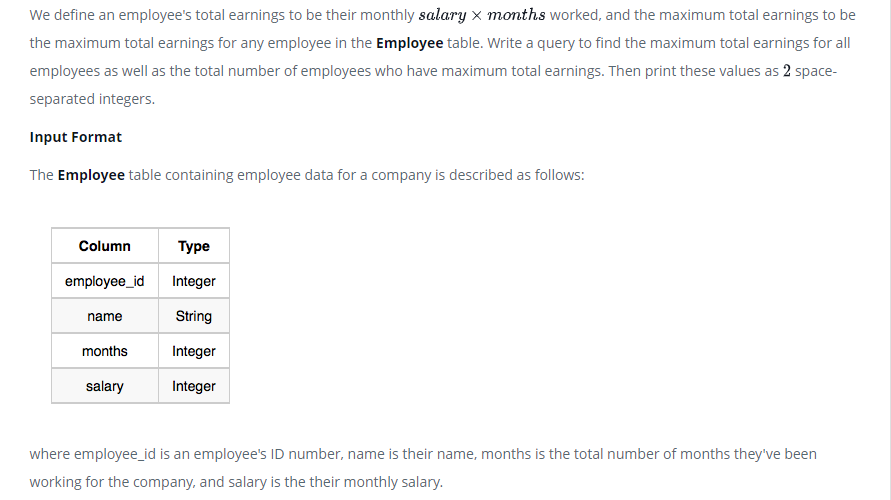 We define an employee's total earnings to be their monthly salary × months worked, and the maximum total earnings to be
the maximum total earnings for any employee in the Employee table. Write a query to find the maximum total earnings for all
employees as well as the total number of employees who have maximum total earnings. Then print these values as 2 space-
separated integers.
Input Format
The Employee table containing employee data for a company is described as follows:
Column Type
employee_id Integer
name String
months Integer
salary Integer
where employee_id is an employee's ID number, name is their name, months is the total number of months they've been
working for the company, and salary is the their monthly salary.